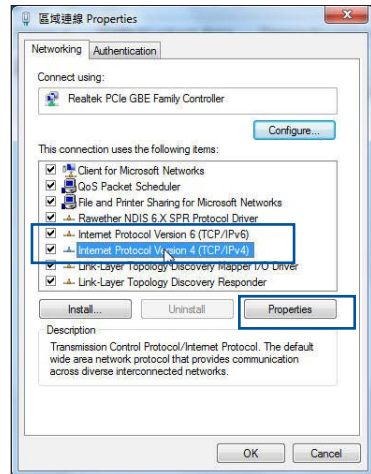 區域連線 Properties
Networking Authentication
Connect using:
Realtek PCIe GBE Family Controller
Configure...
This connection uses the following items:
Client for Microsoft Networks
QoS Packet Scheduler
File and Printer Sharing for Microsoft Networks
Rawether NDIS 6.X SPR Protocol Driver
Internet Protocol Version 6 (TCP/IPv6)
Internet Protocol Version 4 (TCP/IPv4)
Link-Layer Topology Discovery Mapper I/O Driver
Link-Layer Topology Discovery Responder
Install... Uninstall Properties
Description
Transmission Control Protocol/Internet Protocol. The default
wide area network protocol that provides communication
across diverse interconnected networks.
OK Cancel